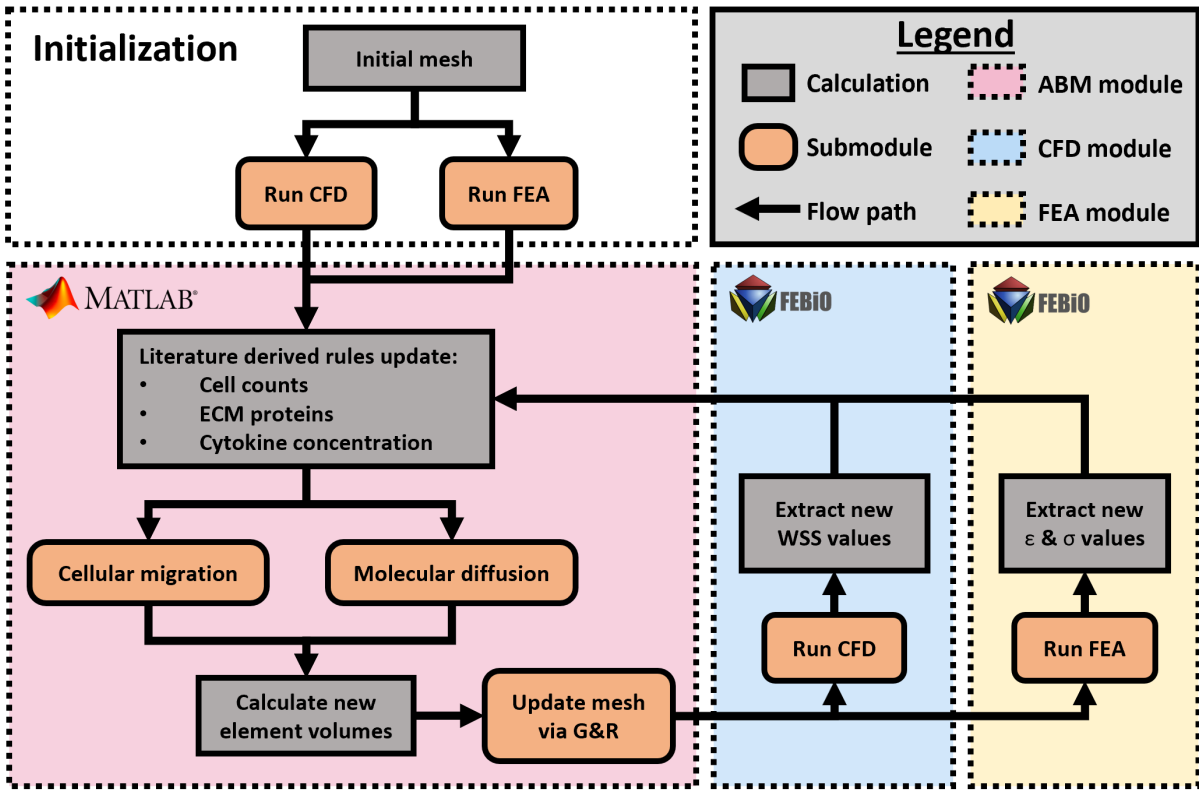 Initialization
Initial mesh
Run CFD
Run FEA
Legend
Calculation
ABM module
Submodule
CFD module
Flow path
FEA module
MATLAB®
Literature derived rules update:
• Cell counts
• ECM proteins
• Cytokine concentration
Cellular migration
Molecular diffusion
Calculate new
element volumes
Update mesh
via G&R
FEBiO
Extract new
WSS values
Run CFD
FEBiO
Extract new
ε & σ values
Run FEA